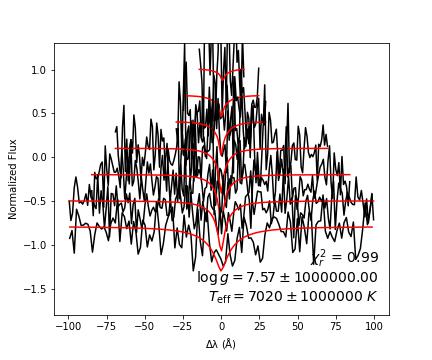 1.0
0.5
0.0
−0.5
−1.0
−1.5
Normalized Flux
χ²ᵣ = 0.99
log g = 7.57 ± 1000000.00
T_eff = 7020 ± 1000000 K
−100 −75 −50 −25 0 25 50 75 100
Δλ (Å)